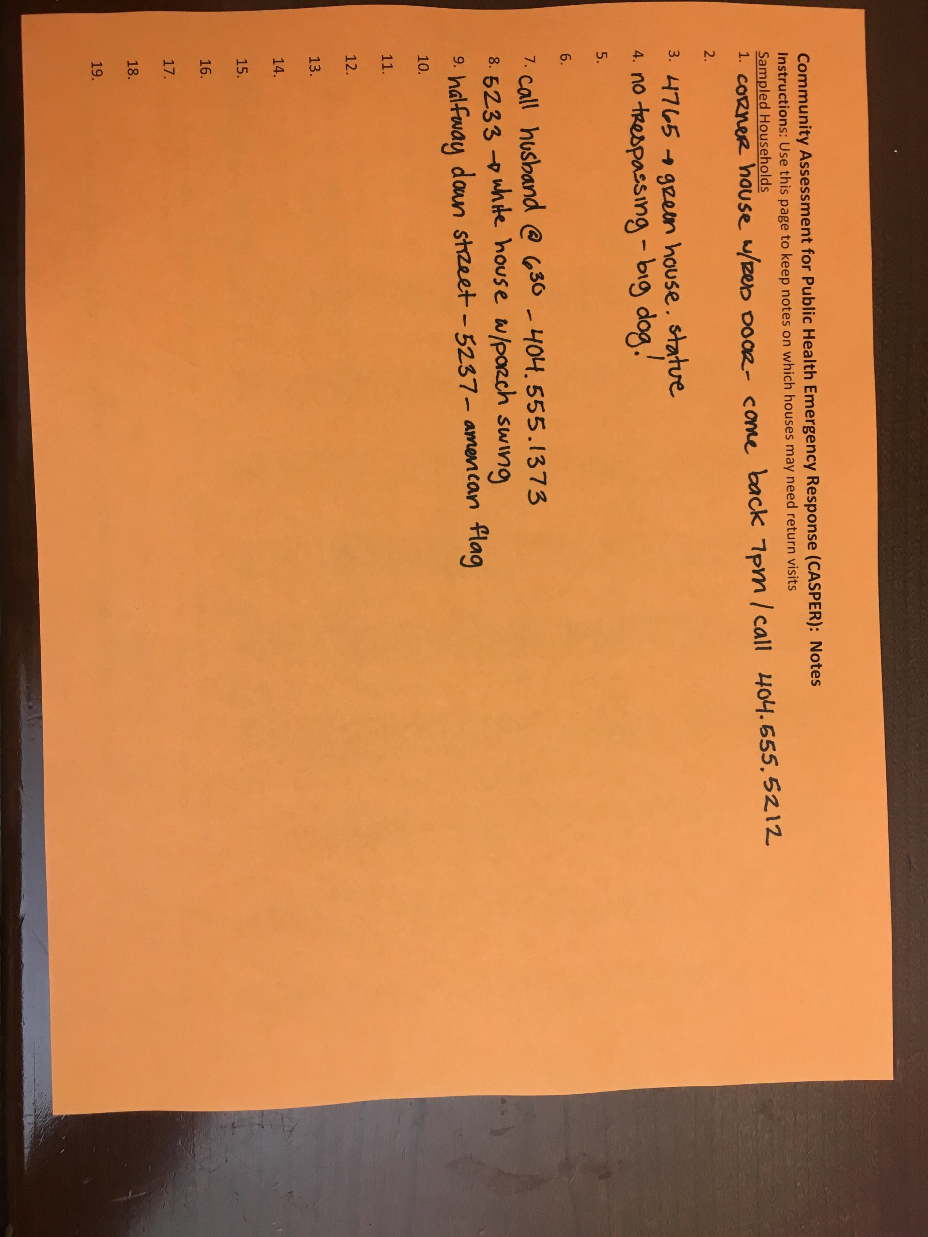 Community Assessment for Public Health Emergency Response (CASPER):  Notes
Instructions: Use this page to keep notes on which houses may need return visits
Sampled Households
1. corner house w/RED DOOR - come back 7pm / call 404.555.5212
2.
3. 4765 → green house. statue
4. no trespassing - big dog!
5.
6.
7. call husband @ 630 - 404.555.1373
8. 5233 → white house w/porch swing
9. halfway down street - 5237 - american flag
10.
11.
12.
13.
14.
15.
16.
17.
18.
19.